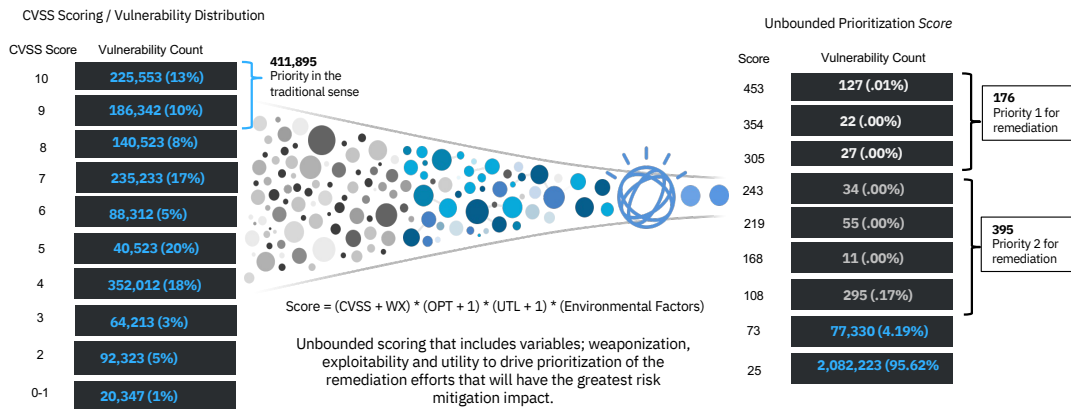 CVSS Scoring / Vulnerability Distribution
CVSS Score Vulnerability Count
10 225,553 (13%)
9 186,342 (10%)
8 140,523 (8%)
7 235,233 (17%)
6 88,312 (5%)
5 40,523 (20%)
4 352,012 (18%)
3 64,213 (3%)
2 92,323 (5%)
0-1 20,347 (1%)
411,895
Priority in the
traditional sense
Score = (CVSS + WX) * (OPT + 1) * (UTL + 1) * (Environmental Factors)
Unbounded scoring that includes variables; weaponization,
exploitability and utility to drive prioritization of the
remediation efforts that will have the greatest risk
mitigation impact.
Unbounded Prioritization Score
Score Vulnerability Count
453 127 (.01%)
354 22 (.00%)
305 27 (.00%)
243 34 (.00%)
219 55 (.00%)
168 11 (.00%)
108 295 (.17%)
73 77,330 (4.19%)
25 2,082,223 (95.62%
176
Priority 1 for
remediation
395
Priority 2 for
remediation